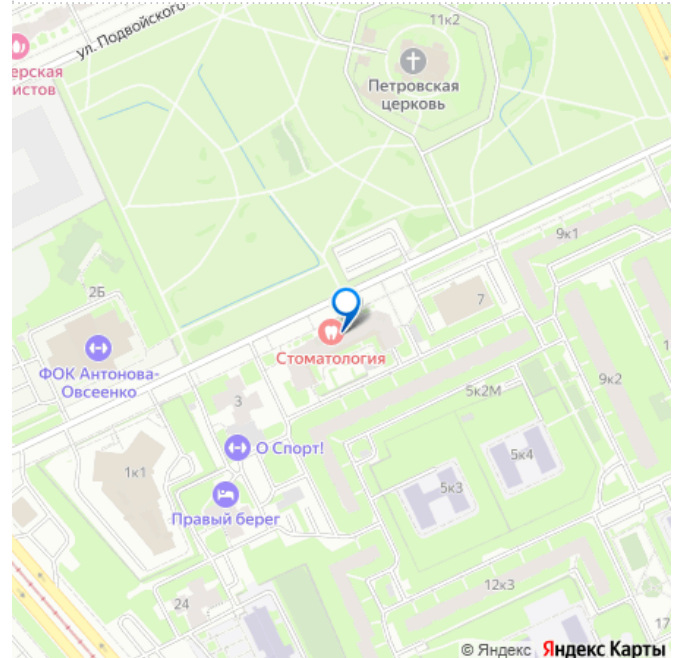 11к2
ул. Подвойского
ерская
истов
Петровская
церковь
9к1
2Б
7
Стоматология
ФОК Антонова-
Овсеенко
9к2
1
5к2М
3
О Спорт!
5к4
1к1
5к3
Правый берег
12к3
24
17
© Яндекс Яндекс Карты